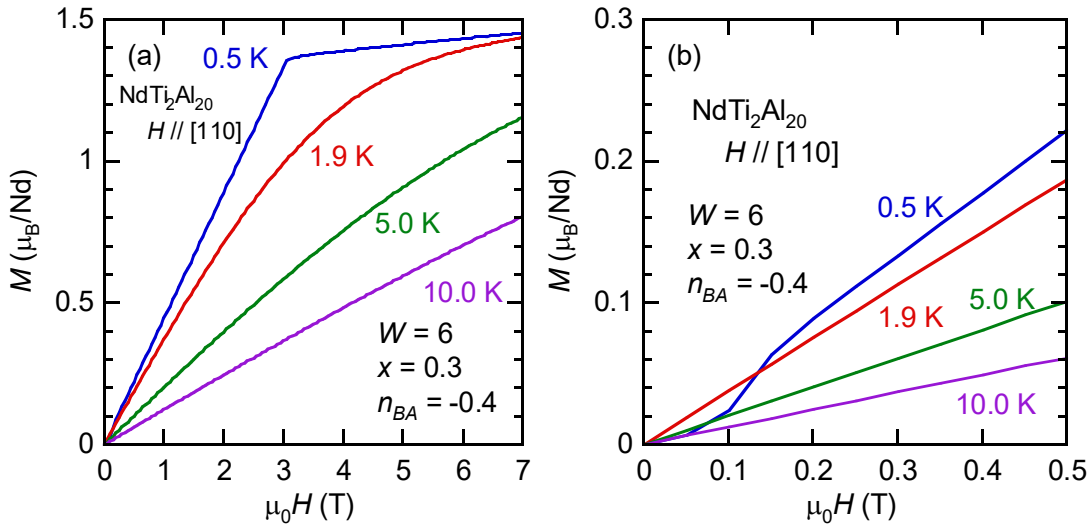 1.5
1
0.5
0
M (μB/Nd)
(a)
0.5 K
NdTi2Al20
H // [110]
1.9 K
5.0 K
10.0 K
W = 6
x = 0.3
nBA = -0.4
0 1 2 3 4 5 6 7
μ0H (T)
0.3
0.2
0.1
0
M (μB/Nd)
(b)
NdTi2Al20
H // [110]
0.5 K
W = 6
x = 0.3
nBA = -0.4
5.0 K
1.9 K
10.0 K
0 0.1 0.2 0.3 0.4 0.5
μ0H (T)